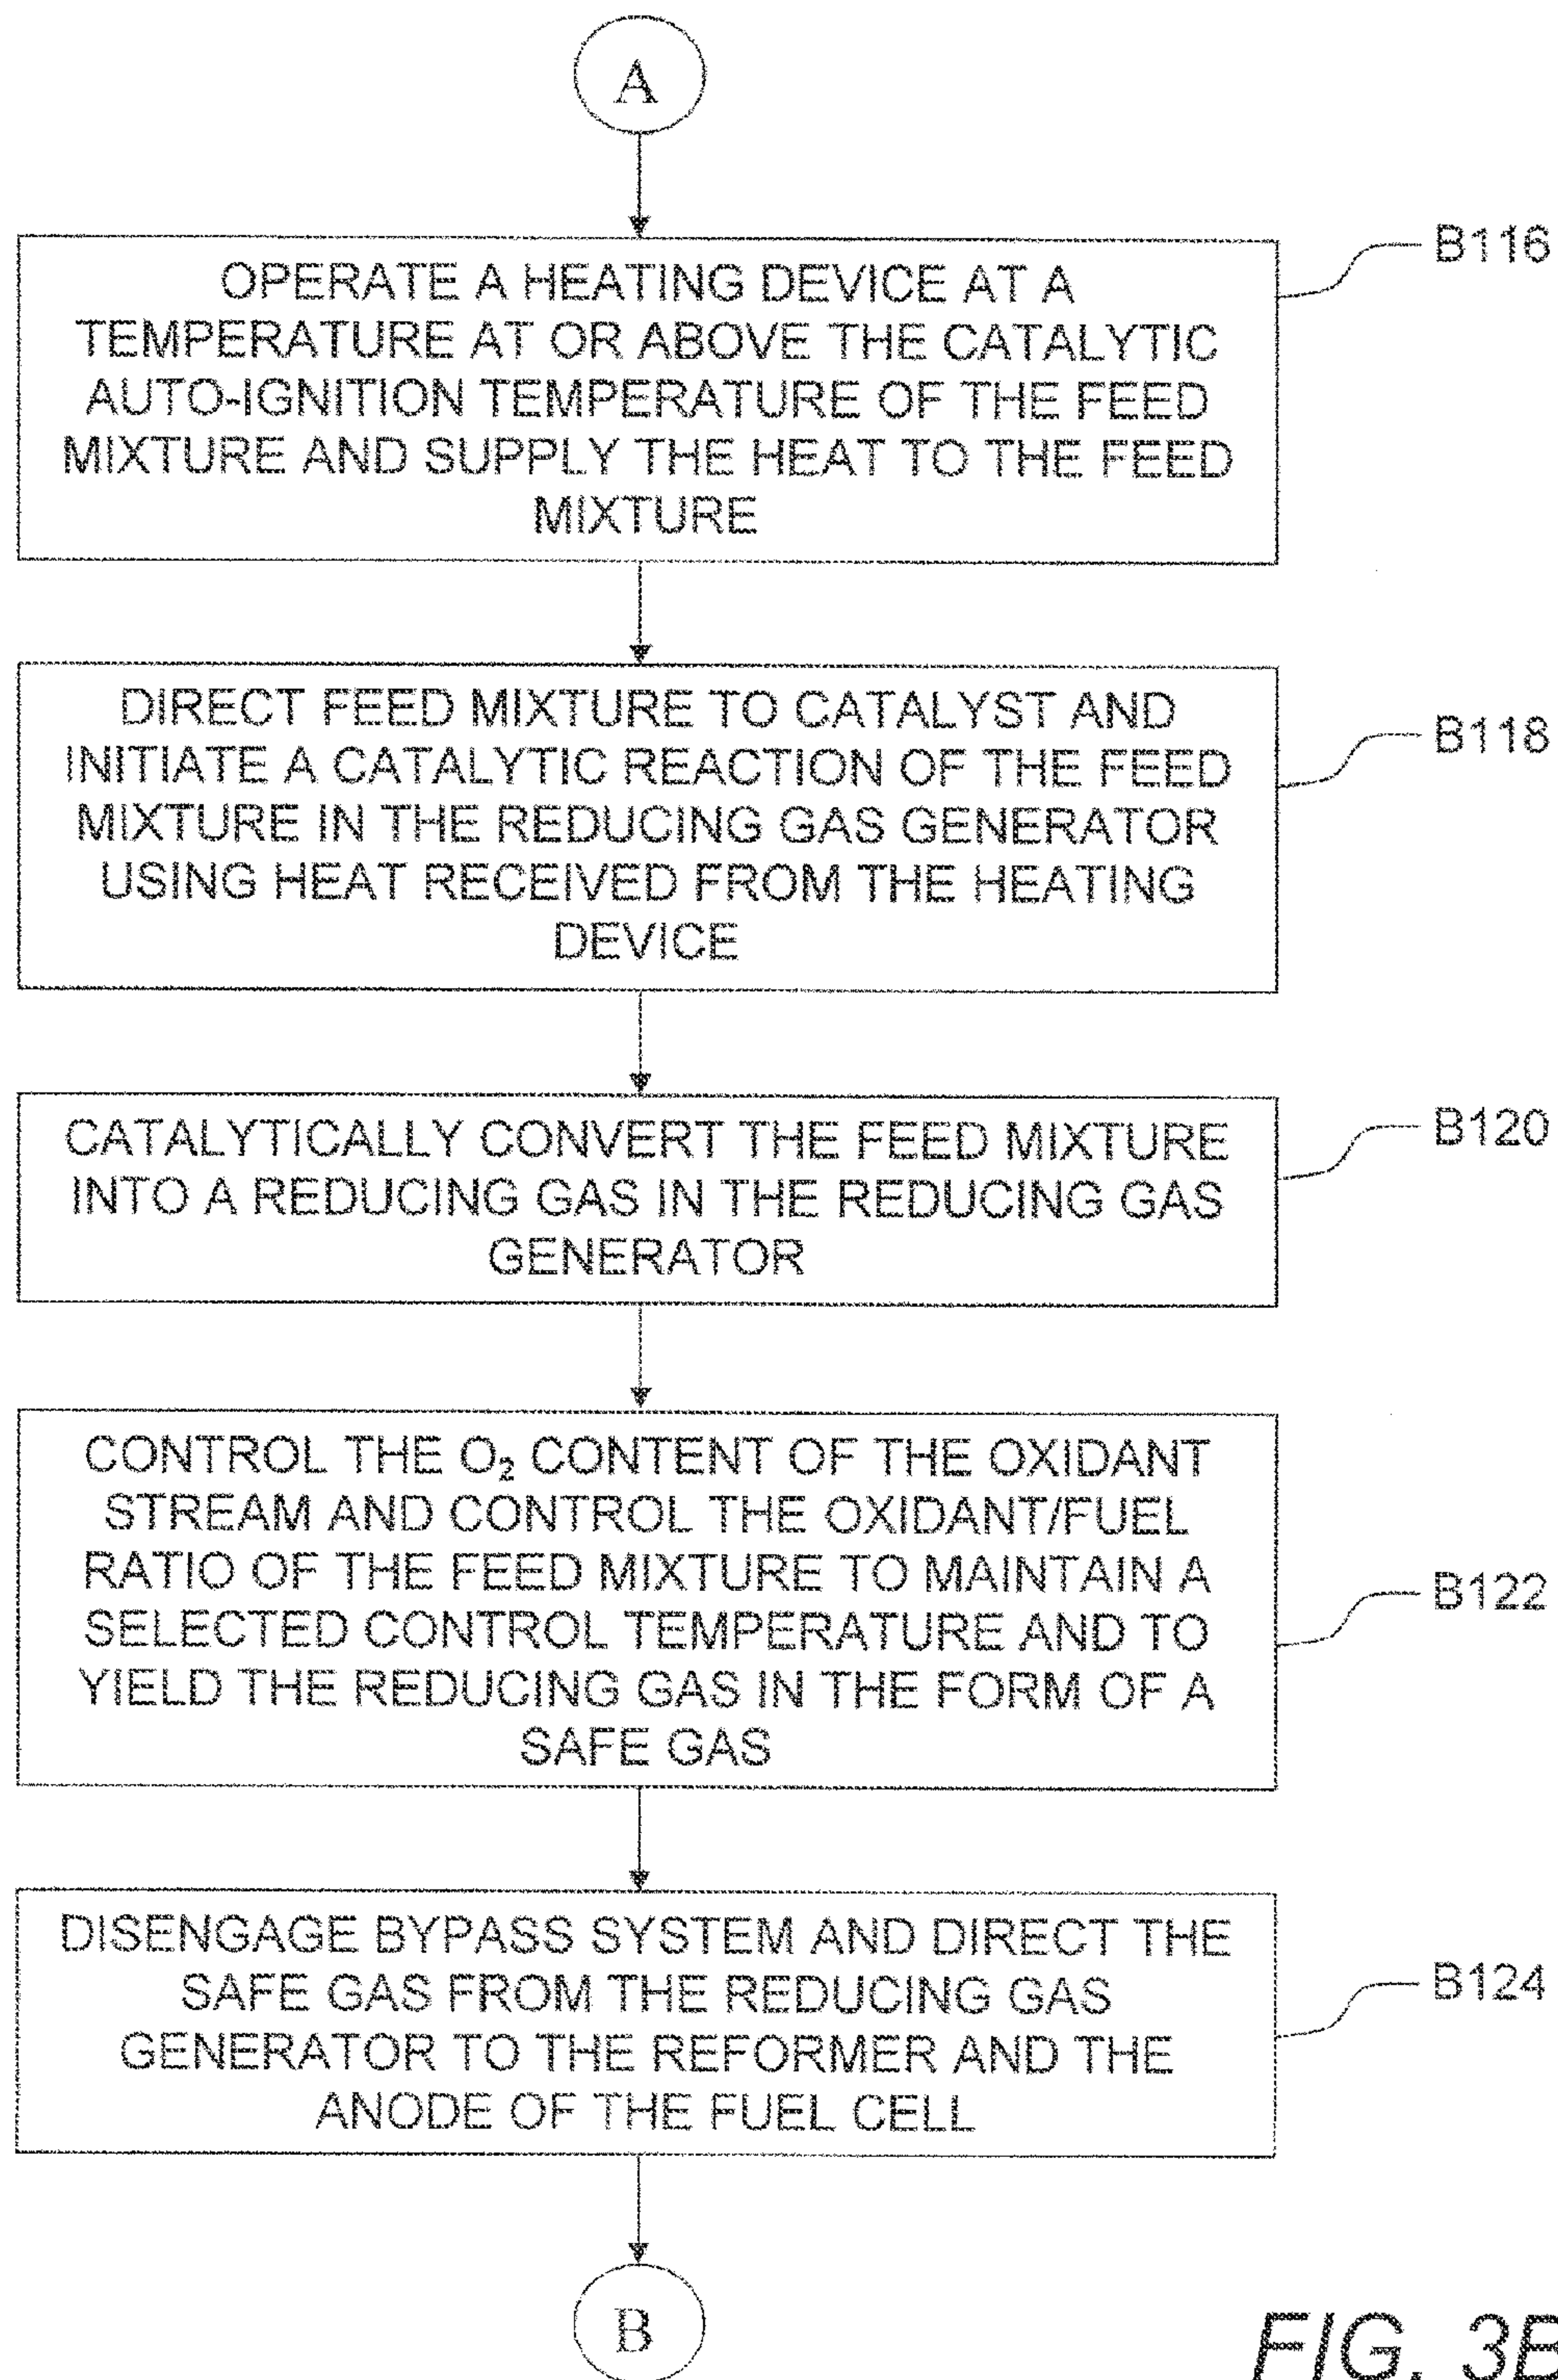 A
OPERATE A HEATING DEVICE AT A
TEMPERATURE AT OR ABOVE THE CATALYTIC
AUTO-IGNITION TEMPERATURE OF THE FEED
MIXTURE AND SUPPLY THE HEAT TO THE FEED
MIXTURE
B116
DIRECT FEED MIXTURE TO CATALYST AND
INITIATE A CATALYTIC REACTION OF THE FEED
MIXTURE IN THE REDUCING GAS GENERATOR
USING HEAT RECEIVED FROM THE HEATING
DEVICE
B118
CATALYTICALLY CONVERT THE FEED MIXTURE
INTO A REDUCING GAS IN THE REDUCING GAS
GENERATOR
B120
CONTROL THE O₂ CONTENT OF THE OXIDANT
STREAM AND CONTROL THE OXIDANT/FUEL
RATIO OF THE FEED MIXTURE TO MAINTAIN A
SELECTED CONTROL TEMPERATURE AND TO
YIELD THE REDUCING GAS IN THE FORM OF A
SAFE GAS
B122
DISENGAGE BYPASS SYSTEM AND DIRECT THE
SAFE GAS FROM THE REDUCING GAS
GENERATOR TO THE REFORMER AND THE
ANODE OF THE FUEL CELL
B124
B
FIG. 3B